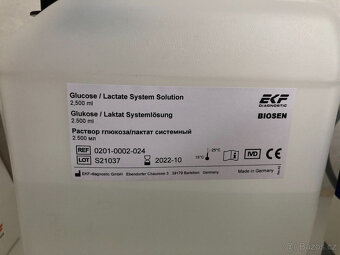 Glucose / Lactate System Solution
2,500 ml
EKF
DIAGNOSTIC
Glukose / Laktat Systemlösung
2.500 ml
BIOSEN
Раствор глюкоза/лактат системный
2.500 мл
REF 0201-0002-024
LOT S21037
2022-10
15°C
25°C
IVD
CE
EKF-diagnostic GmbH Ebendorfer Chaussee 3 39179 Barleben Germany
Made in Germany